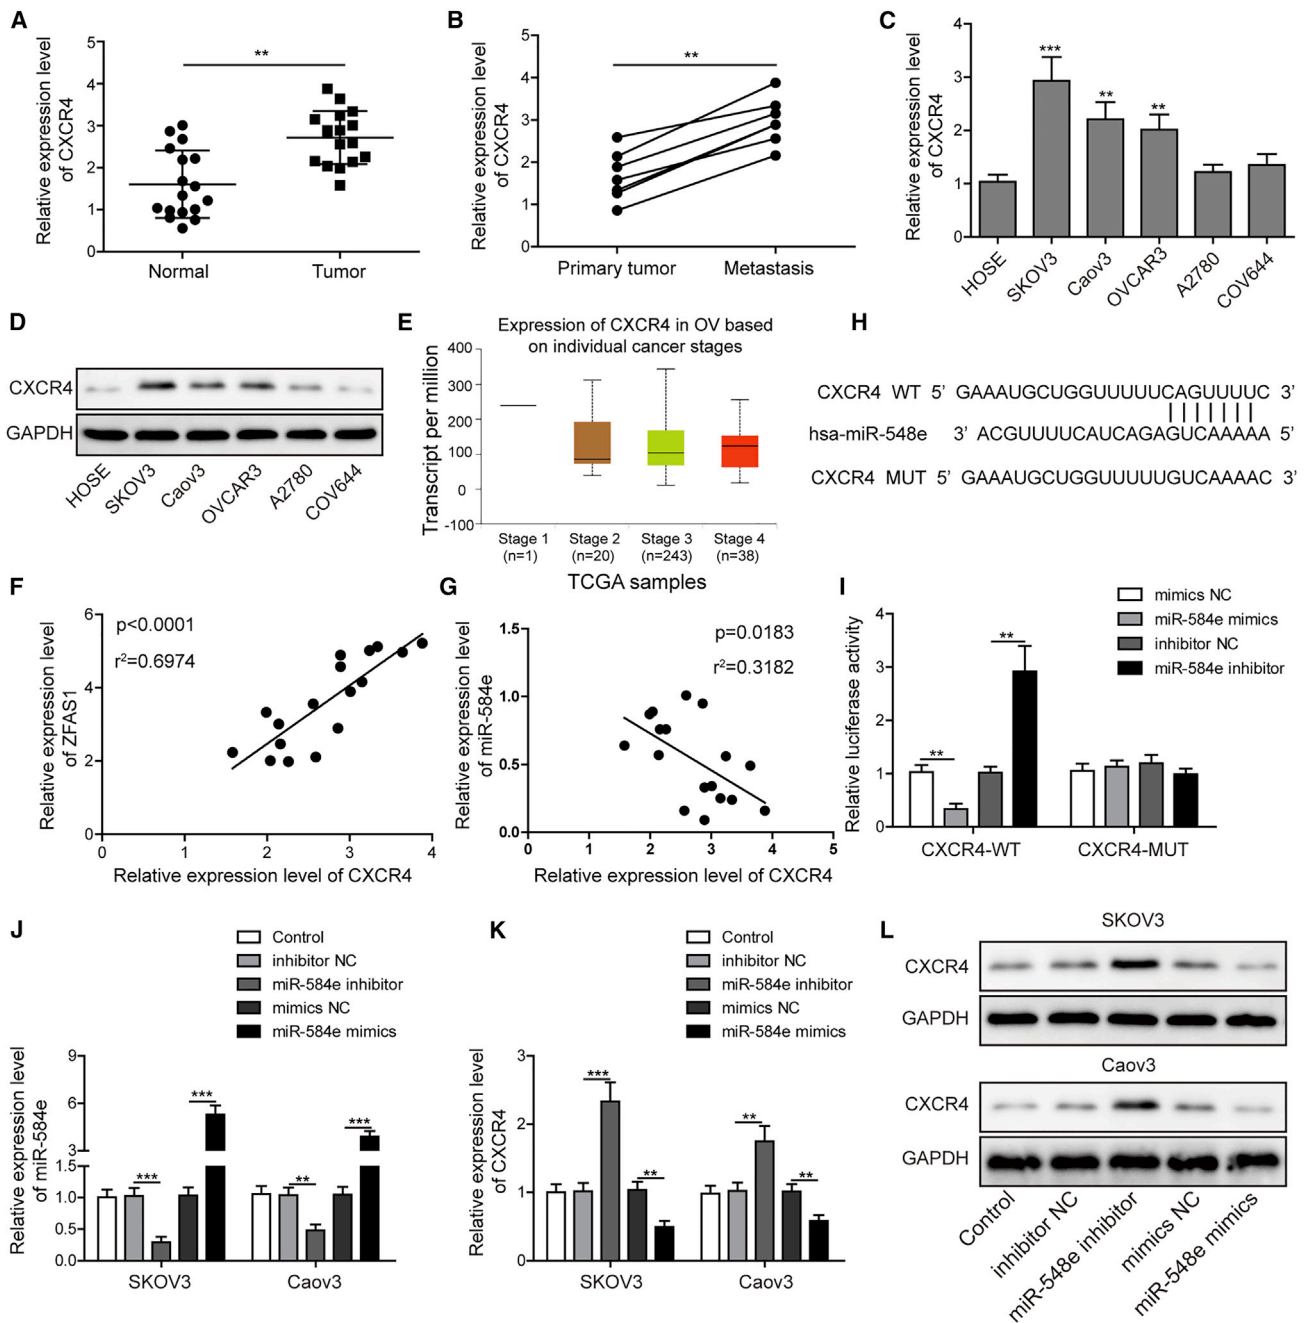 A
Relative expression level
of CXCR4
5
4
3
2
1
0
**
Normal
Tumor
B
Relative expression level
of CXCR4
5
4
3
2
1
0
**
Primary tumor
Metastasis
C
Relative expression level
of CXCR4
4
3
2
1
0
***
**
**
HOSE
SKOV3
Caov3
OVCAR3
A2780
COV644
D
CXCR4
GAPDH
HOSE
SKOV3
Caov3
OVCAR3
A2780
COV644
E
Expression of CXCR4 in OV based
on individual cancer stages
Transcript per million
400
300
200
100
0
-100
Stage 1
(n=1)
Stage 2
(n=20)
Stage 3
(n=243)
Stage 4
(n=38)
TCGA samples
H
CXCR4 WT 5’ GAAAUGCUGGUUUUUCAGUUUUC 3’
hsa-miR-548e 3’ ACGUUUUCAUCAGAGUCAAAAA 5’
CXCR4 MUT 5’ GAAAUGCUGGUUUUUGUCAAAAC 3’
F
Relative expression level
of ZFAS1
6
4
2
0
p<0.0001
r²=0.6974
0
1
2
3
4
Relative expression level of CXCR4
G
Relative expression level
of miR-584e
1.5
1.0
0.5
0.0
p=0.0183
r²=0.3182
0
1
2
3
4
5
Relative expression level of CXCR4
I
mimics NC
miR-584e mimics
inhibitor NC
miR-584e inhibitor
Relative luciferase activity
4
3
2
1
0
**
**
CXCR4-WT
CXCR4-MUT
J
Control
inhibitor NC
miR-584e inhibitor
mimics NC
miR-584e mimics
Relative expression level
of miR-584e
9
6
3
1.5
1.0
0.5
0.0
***
***
**
***
SKOV3
Caov3
K
Control
inhibitor NC
miR-584e inhibitor
mimics NC
miR-584e mimics
Relative expression level
of CXCR4
3
2
1
0
***
**
**
**
SKOV3
Caov3
L
SKOV3
CXCR4
GAPDH
Caov3
CXCR4
GAPDH
Control
inhibitor NC
miR-548e inhibitor
mimics NC
miR-548e mimics